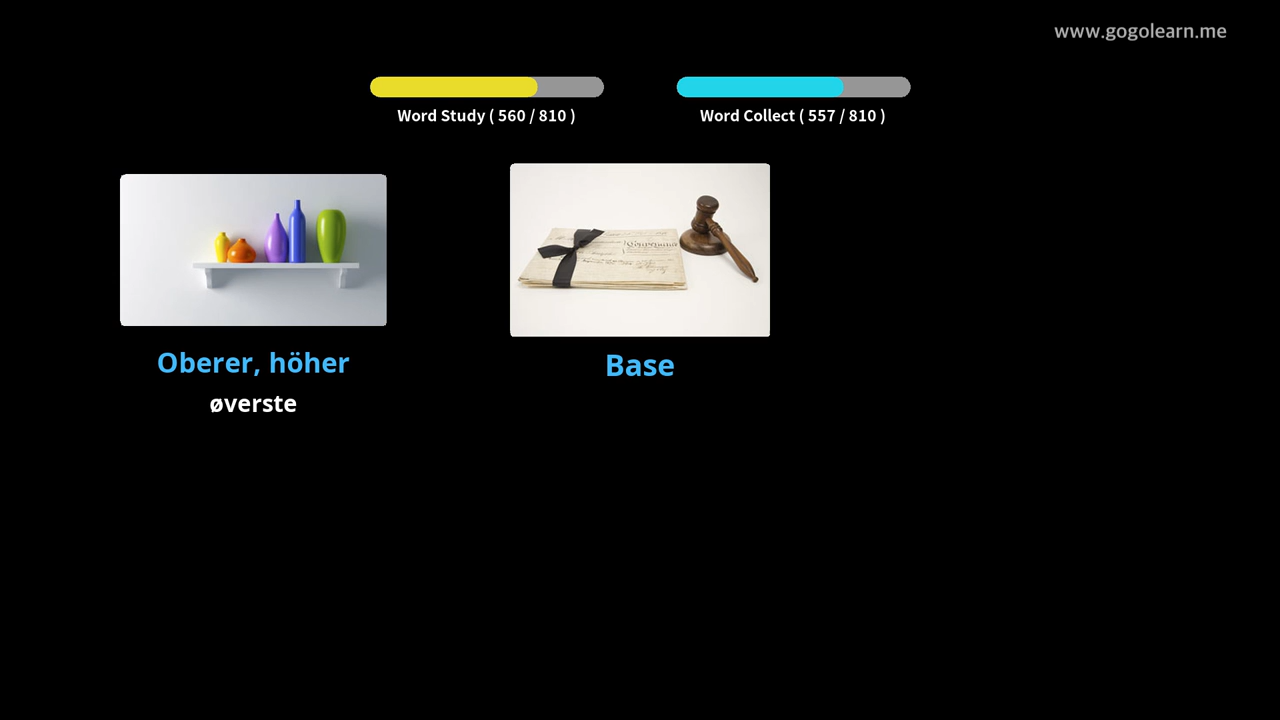 www.gogolearn.me
Word Study ( 560 / 810 )
Word Collect ( 557 / 810 )
Oberer, höher
øverste
Base